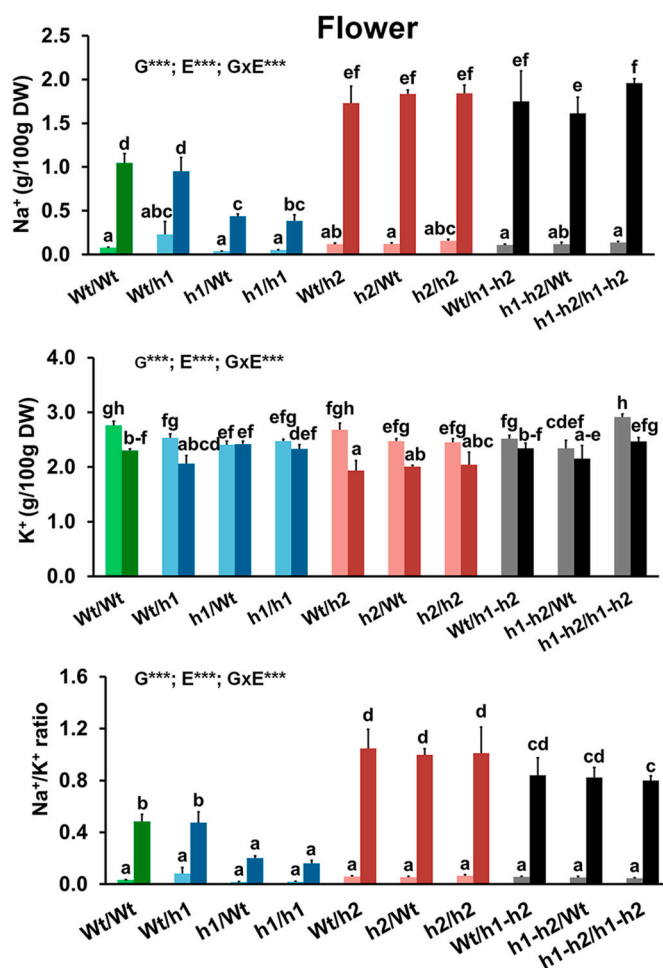 Flower
G***; E***; GxE***
Na⁺ (g/100g DW)
2.5
2.0
1.5
1.0
0.5
0.0
a d abc d a c a bc ab ef a ef abc ef a ef ab e a f
Wt/Wt Wt/h1 h1/Wt h1/h1 Wt/h2 h2/Wt h2/h2 Wt/h1-h2 h1-h2/Wt h1-h2/h1-h2
G***; E***; GxE***
K⁺ (g/100g DW)
4.0
3.0
2.0
1.0
0.0
gh b-f fg abcd ef ef efg def fgh a efg ab efg abc fg b-f cdef a-e h efg
Wt/Wt Wt/h1 h1/Wt h1/h1 Wt/h2 h2/Wt h2/h2 Wt/h1-h2 h1-h2/Wt h1-h2/h1-h2
G***; E***; GxE***
Na⁺/K⁺ ratio
1.6
1.2
0.8
0.4
0.0
a b a b a a a a a d a d a d a cd a cd a c
Wt/Wt Wt/h1 h1/Wt h1/h1 Wt/h2 h2/Wt h2/h2 Wt/h1-h2 h1-h2/Wt h1-h2/h1-h2